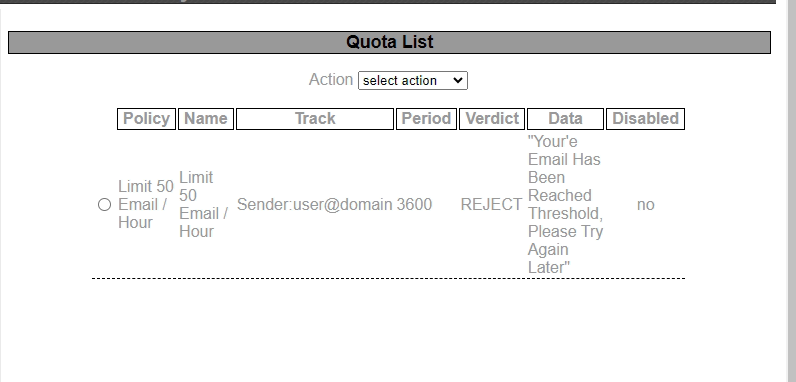 Quota List
Action select action
Policy Name Track Period Verdict Data Disabled
Limit 50
Email /
Hour
Limit
50
Email /
Hour
Sender:user@domain 3600 REJECT
"Your'e
Email Has
Been
Reached
Threshold,
Please Try
Again
Later"
no